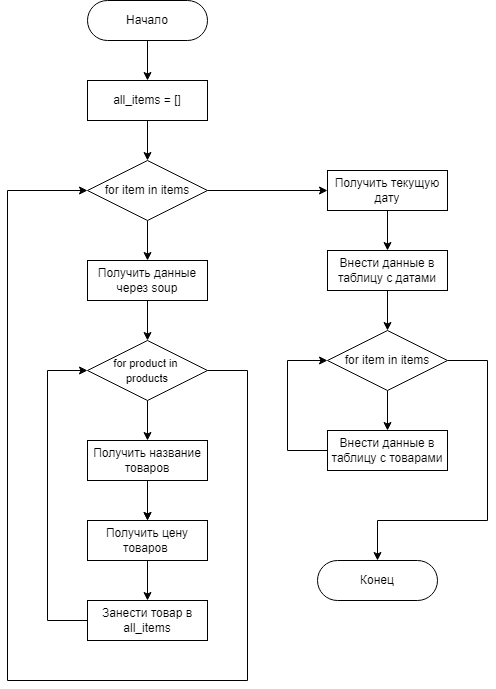 Начало
all_items = []
for item in items
Получить данные
через soup
for product in
products
Получить название
товаров
Получить цену
товаров
Занести товар в
all_items
Получить текущую
дату
Внести данные в
таблицу с датами
for item in items
Внести данные в
таблицу с товарами
Конец